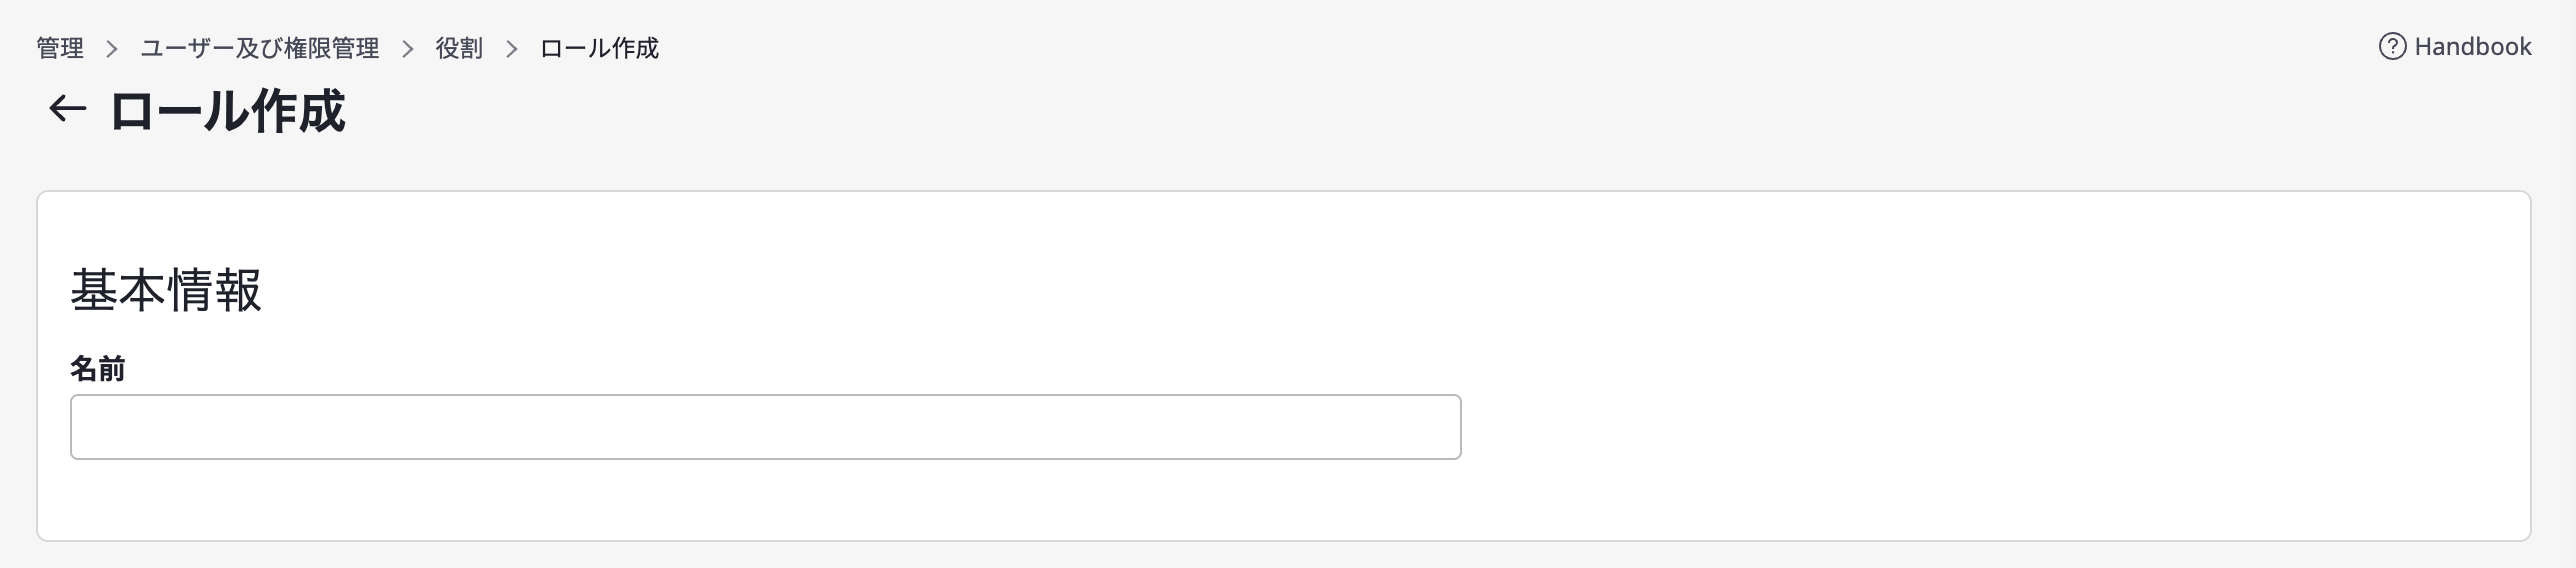 管理 > ユーザー及び権限管理 > 役割 > ロール作成
Handbook
← ロール作成
基本情報
名前